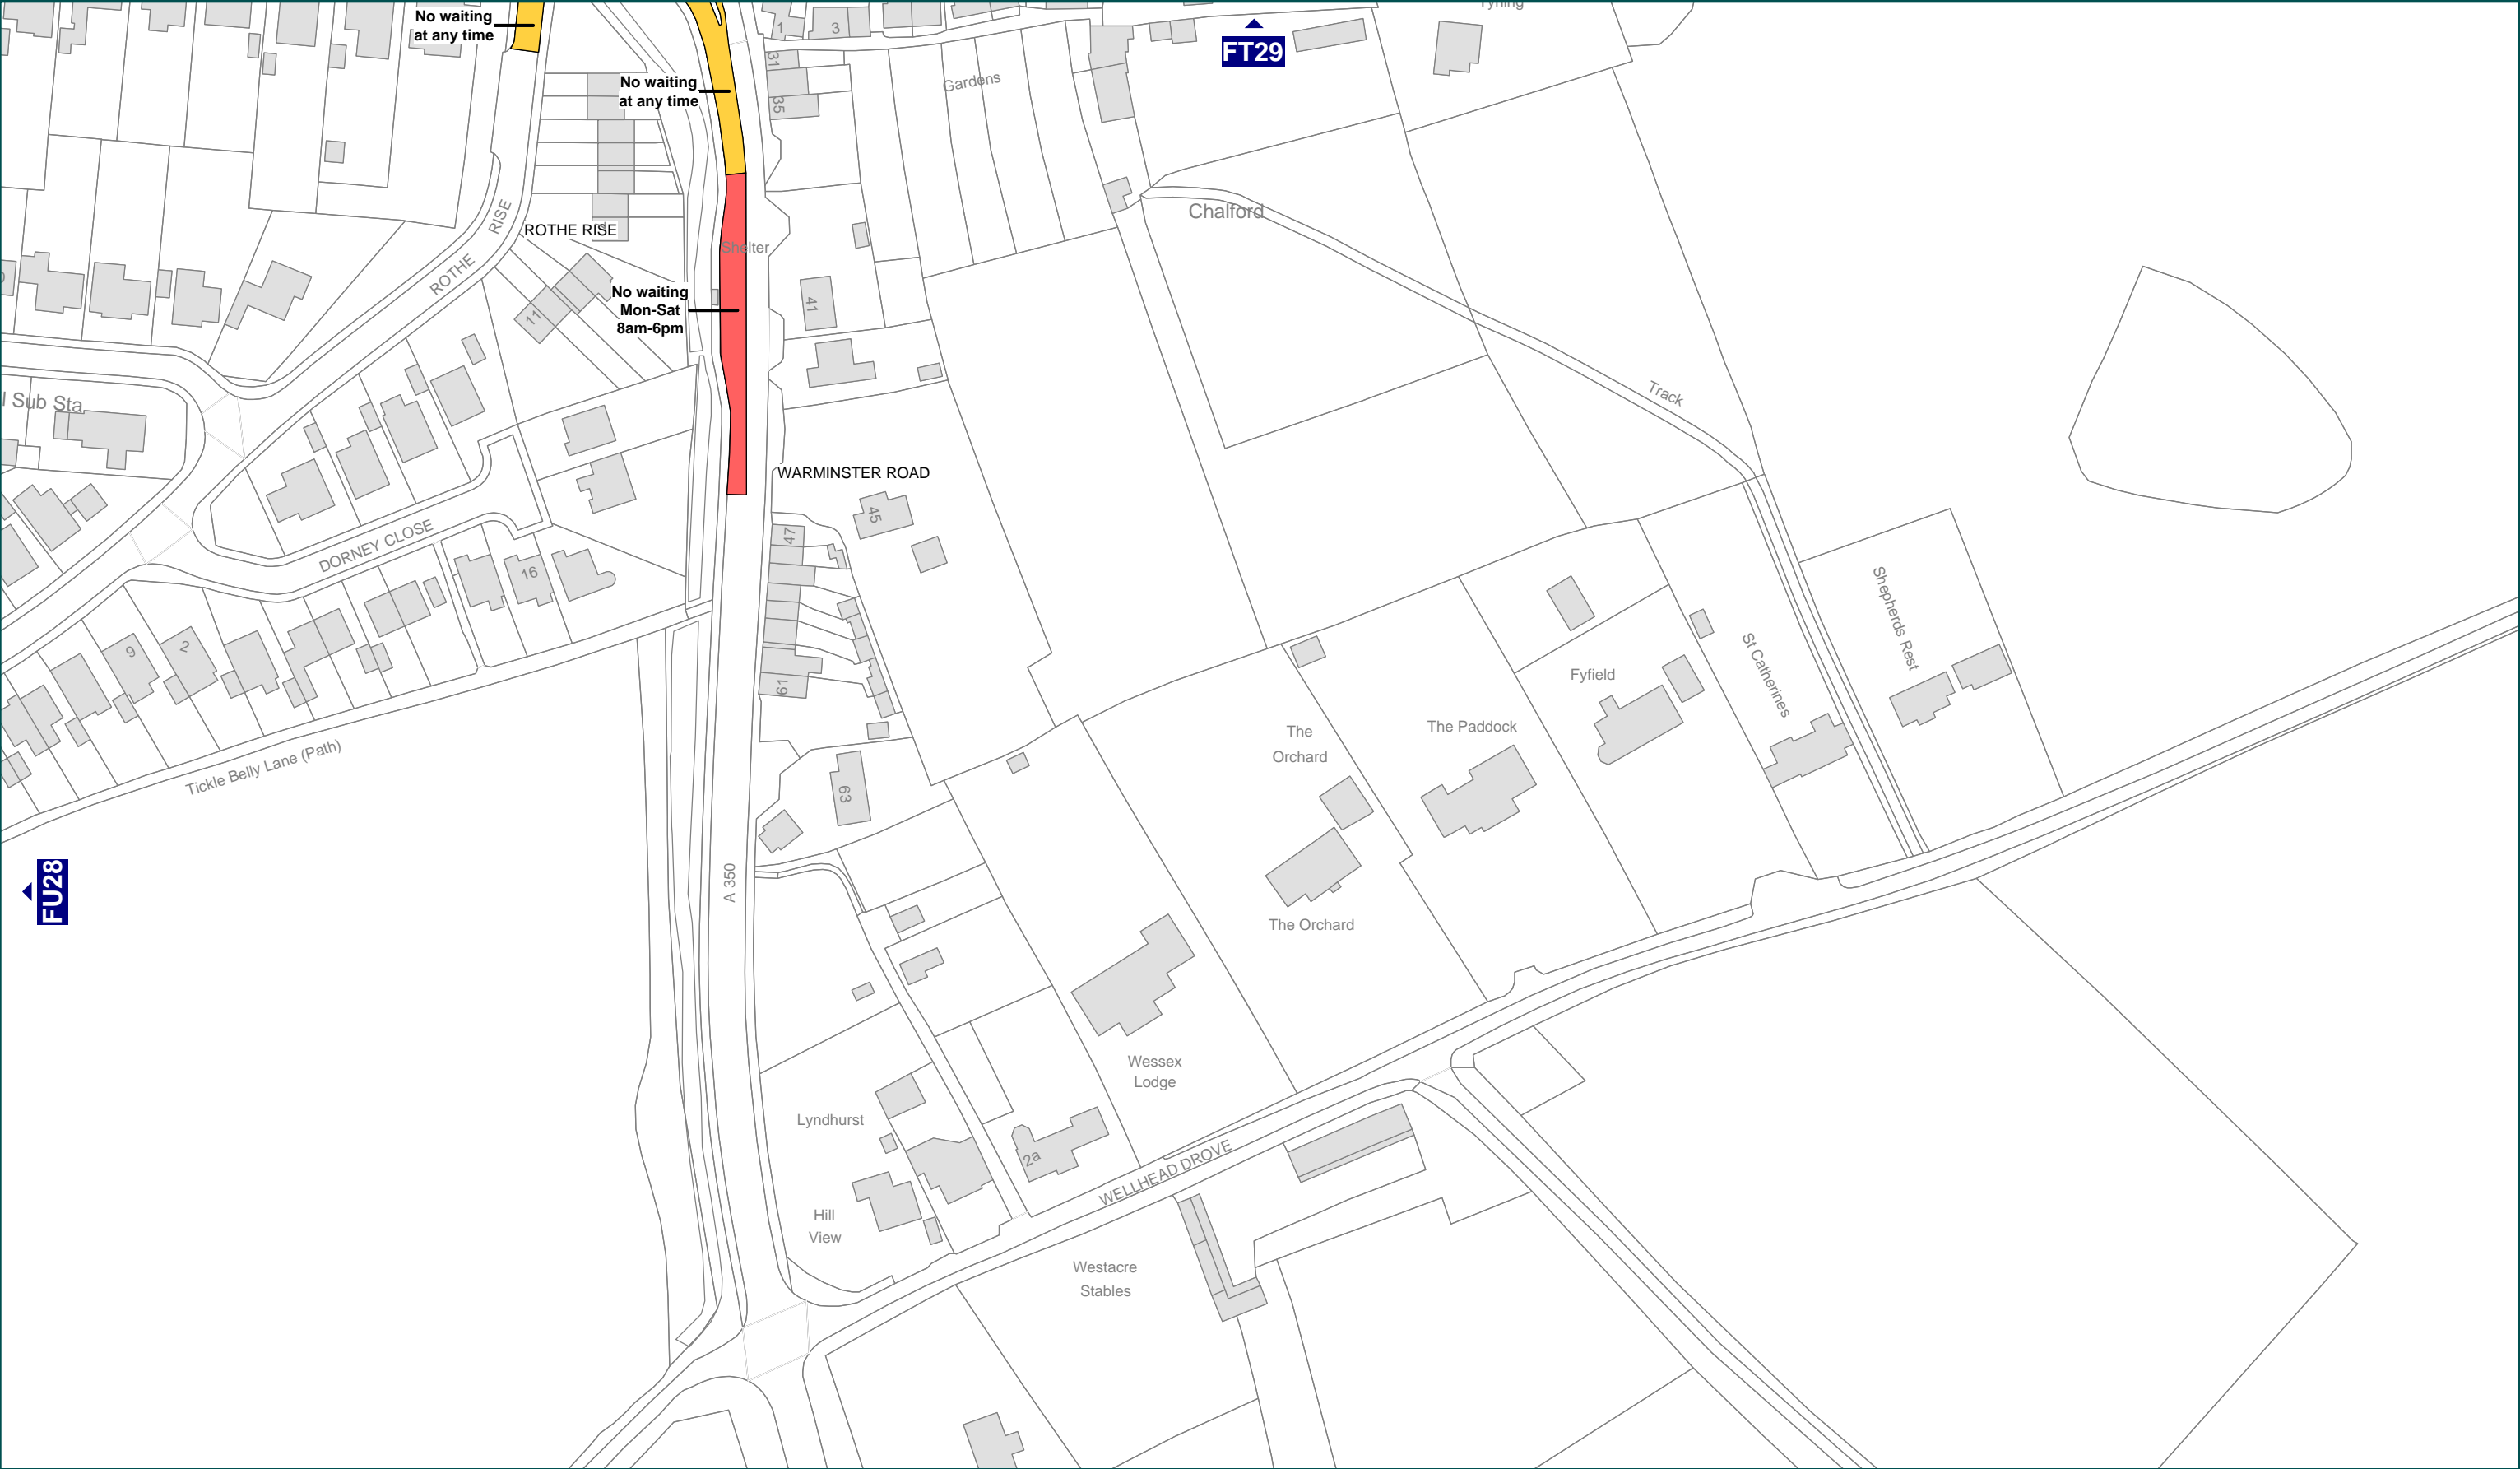 No waiting
at any time
1
3
Tyning
FT29
No waiting
at any time
31
35
Gardens
Chalford
RISE
ROTHE
ROTHE RISE
Shelter
No waiting
Mon-Sat
8am-6pm
11
41
Track
l Sub Sta
WARMINSTER ROAD
45
47
DORNEY CLOSE
16
9
2
61
Shepherds Rest
St Catherines
Fyfield
The Paddock
The
Orchard
Tickle Belly Lane (Path)
63
A 350
FU28
The Orchard
Wessex
Lodge
Lyndhurst
2a
WELLHEAD DROVE
Hill
View
Westacre
Stables